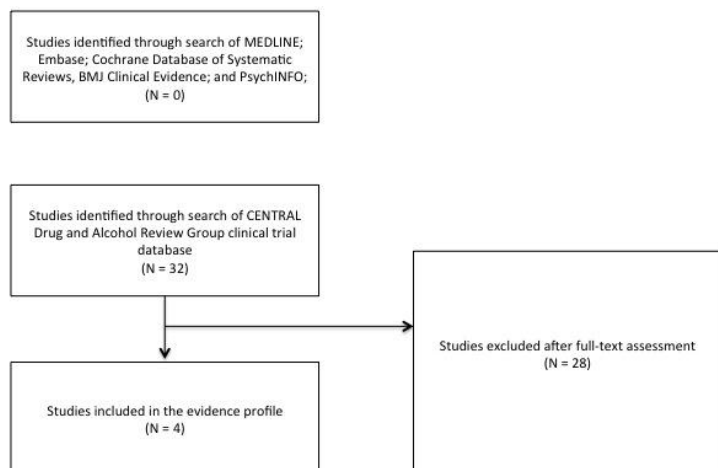 Studies identified through search of MEDLINE;
Embase; Cochrane Database of Systematic
Reviews, BMJ Clinical Evidence; and PsychINFO;
(N = 0)
Studies identified through search of CENTRAL
Drug and Alcohol Review Group clinical trial
database
(N = 32)
Studies excluded after full-text assessment
(N = 28)
Studies included in the evidence profile
(N = 4)